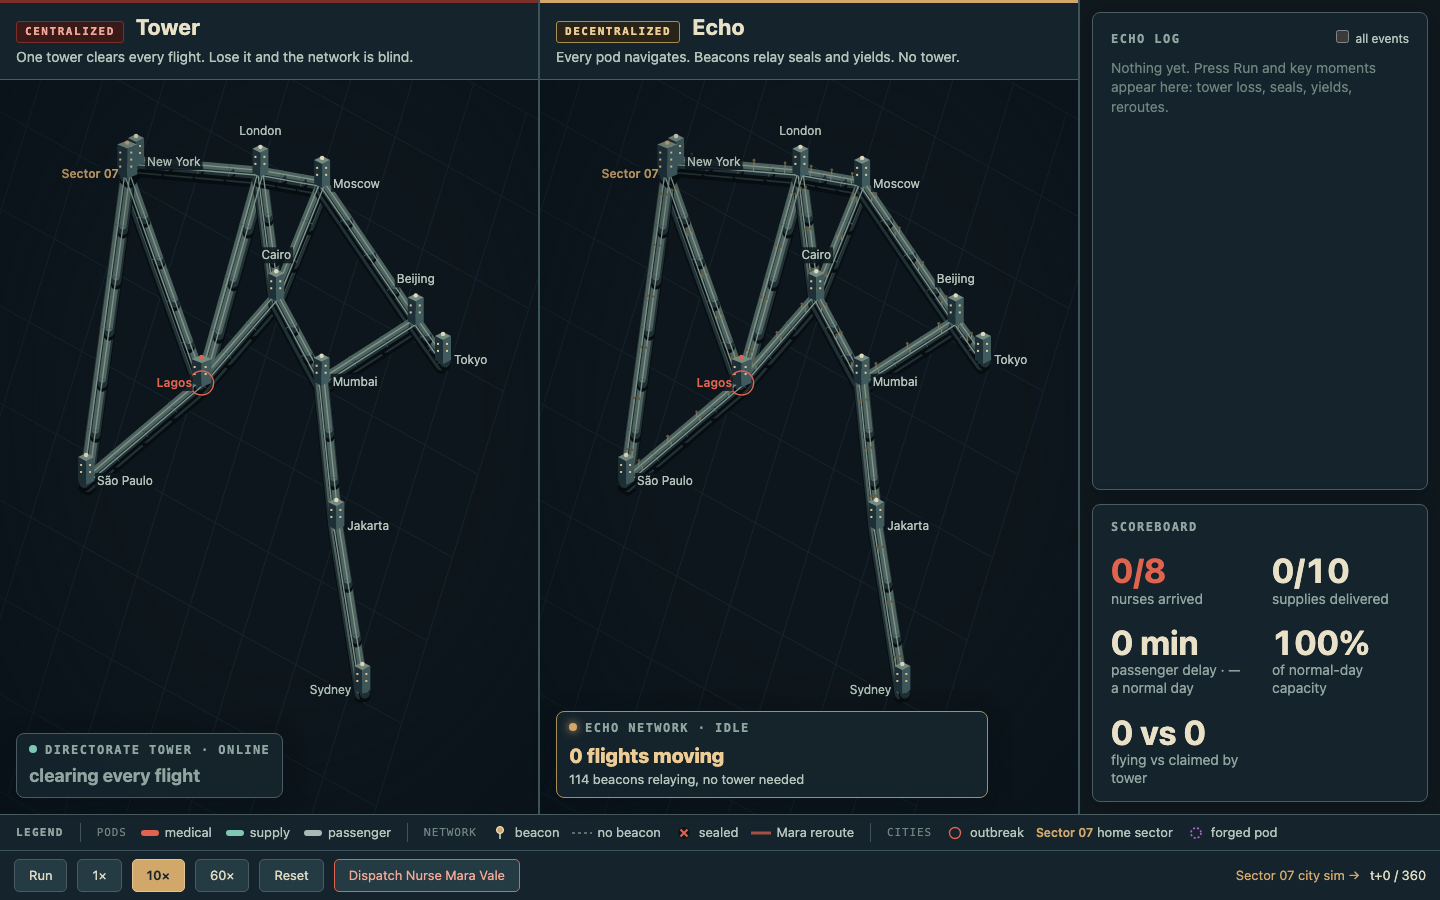 CENTRALIZED Tower
One tower clears every flight. Lose it and the network is blind.
London
New York
Sector 07
Moscow
Cairo
Beijing
Tokyo
Lagos
Mumbai
São Paulo
Jakarta
Sydney
DIRECTORATE TOWER · ONLINE
clearing every flight
DECENTRALIZED Echo
Every pod navigates. Beacons relay seals and yields. No tower.
London
New York
Sector 07
Moscow
Cairo
Beijing
Tokyo
Lagos
Mumbai
São Paulo
Jakarta
Sydney
ECHO NETWORK · IDLE
0 flights moving
114 beacons relaying, no tower needed
ECHO LOG all events
Nothing yet. Press Run and key moments
appear here: tower loss, seals, yields,
reroutes.
SCOREBOARD
0/8
nurses arrived
0/10
supplies delivered
0 min
passenger delay · —
a normal day
100%
of normal-day
capacity
0 vs 0
flying vs claimed by
tower
LEGEND PODS medical supply passenger NETWORK beacon no beacon sealed Mara reroute CITIES outbreak Sector 07 home sector forged pod
Run 1× 10× 60× Reset Dispatch Nurse Mara Vale Sector 07 city sim → t+0 / 360